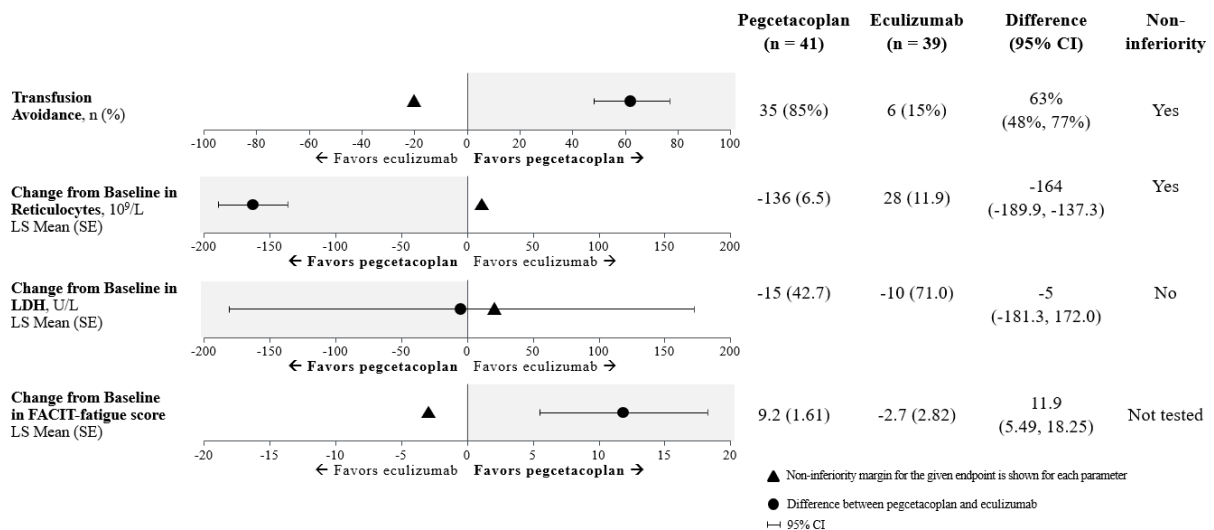 Pegcetacoplan Eculizumab Difference Non-
(n = 41) (n = 39) (95% CI) inferiority
Transfusion
Avoidance, n (%)
35 (85%) 6 (15%) 63%
(48%, 77%) Yes
-100 -80 -60 -40 -20 0 20 40 60 80 100
← Favors eculizumab Favors pegcetacoplan →
Change from Baseline in
Reticulocytes, 10⁹/L
LS Mean (SE)
-136 (6.5) 28 (11.9) -164
(-189.9, -137.3) Yes
-200 -150 -100 -50 0 50 100 150 200
← Favors pegcetacoplan Favors eculizumab →
Change from Baseline in
LDH, U/L
LS Mean (SE)
-15 (42.7) -10 (71.0) -5
(-181.3, 172.0) No
-200 -150 -100 -50 0 50 100 150 200
← Favors pegcetacoplan Favors eculizumab →
Change from Baseline
in FACIT-fatigue score
LS Mean (SE)
9.2 (1.61) -2.7 (2.82) 11.9
(5.49, 18.25) Not tested
-20 -15 -10 -5 0 5 10 15 20
← Favors eculizumab Favors pegcetacoplan →
Non-inferiority margin for the given endpoint is shown for each parameter
Difference between pegcetacoplan and eculizumab
95% CI